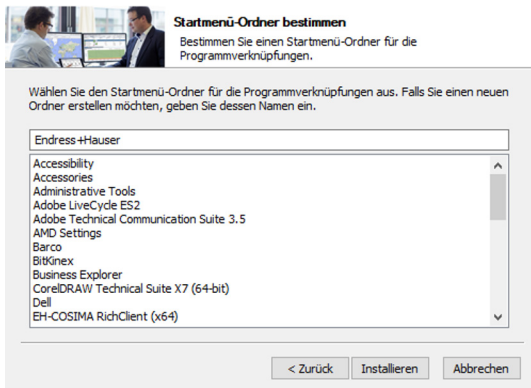 Startmenü-Ordner bestimmen
Bestimmen Sie einen Startmenü-Ordner für die
Programmverknüpfungen.
Wählen Sie den Startmenü-Ordner für die Programmverknüpfungen aus. Falls Sie einen neuen
Ordner erstellen möchten, geben Sie dessen Namen ein.
Endress+Hauser
Accessibility
Accessories
Administrative Tools
Adobe LiveCycle ES2
Adobe Technical Communication Suite 3.5
AMD Settings
Barco
BitKinex
Business Explorer
CorelDRAW Technical Suite X7 (64-bit)
Dell
EH-COSIMA RichClient (x64)
< Zurück Installieren Abbrechen